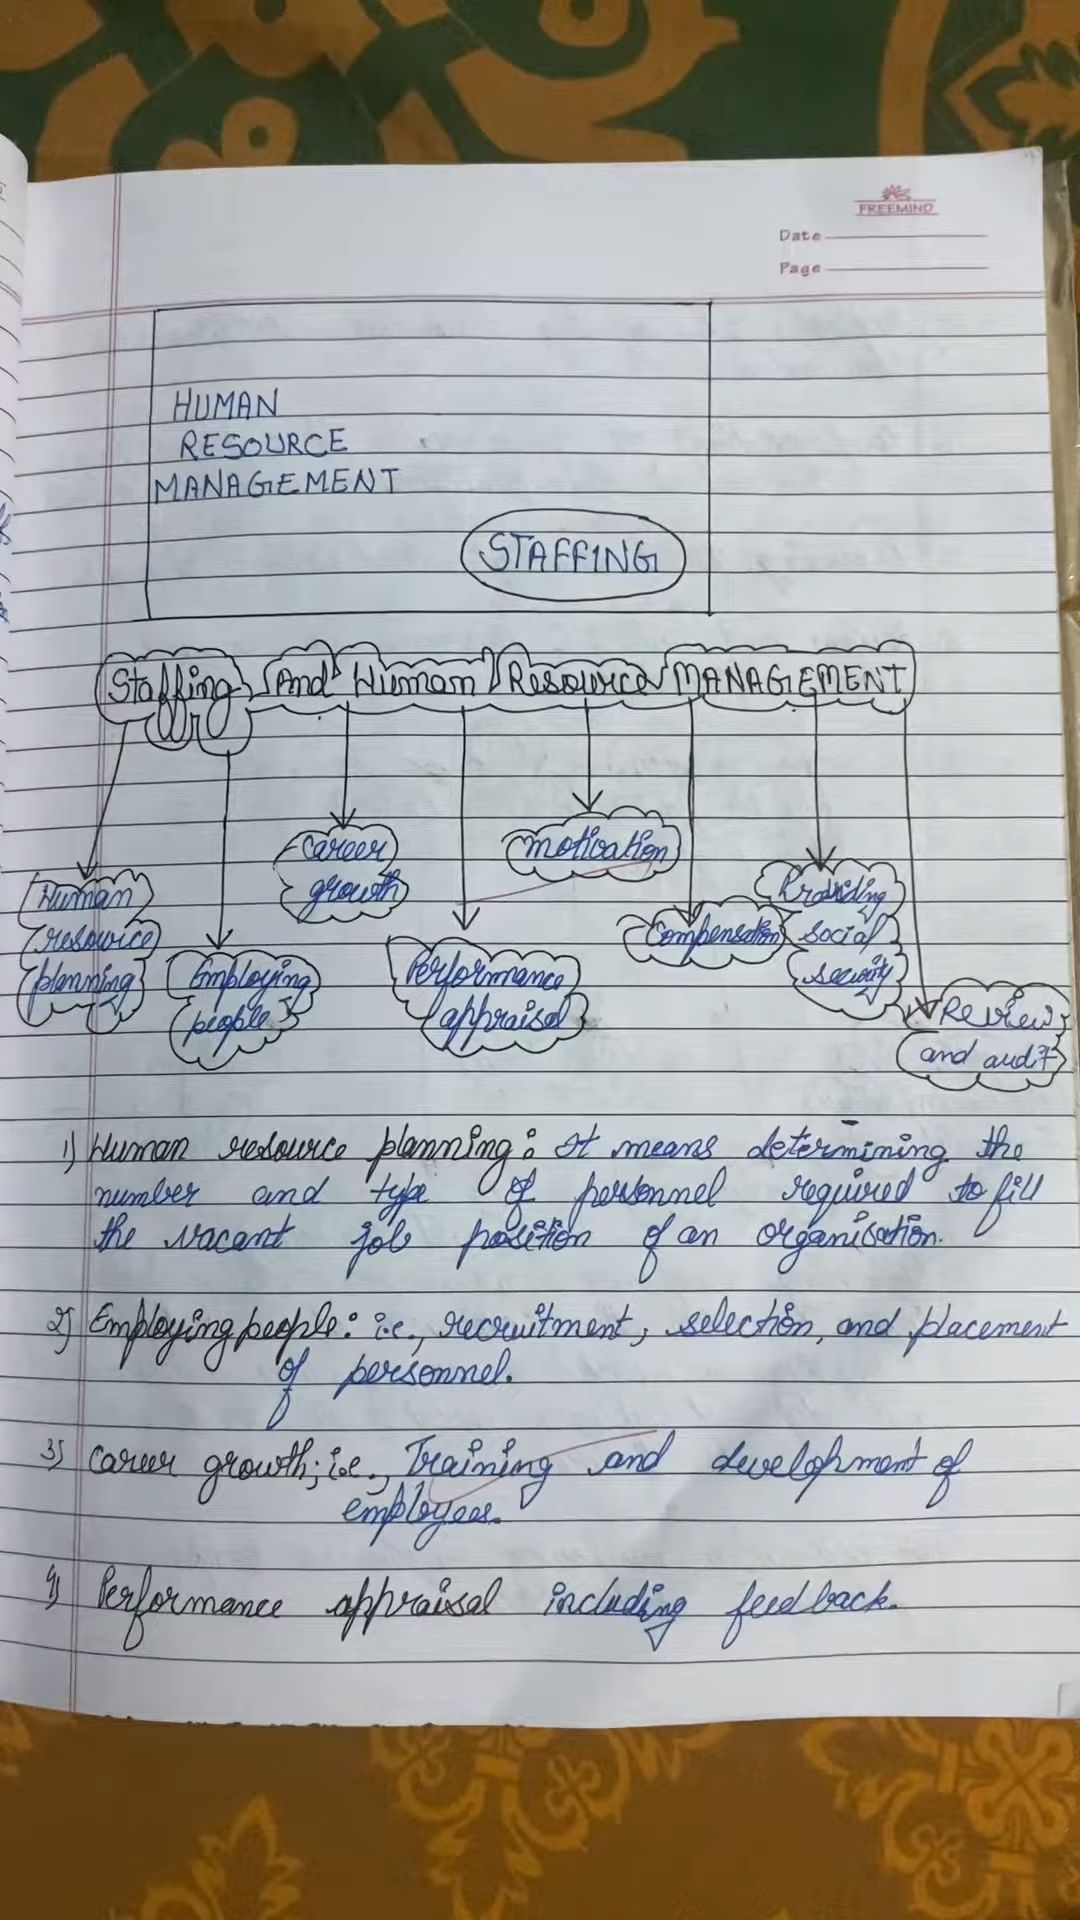 FREEMIND
Date
Page
HUMAN
RESOURCE
MANAGEMENT
STAFFING
Staffing And Human Resource MANAGEMENT
Human
resource
planning
Employing
people
Career
growth
Performance
appraisal
motivation
Compensation
Providing
social
security
Review
and audit
1) Human resource planning: It means determining the
number and type of personnel required to fill
the vacant job position of an organisation.
2) Employing people: i.e., recruitment, selection, and placement
of personnel.
3) Career growth; i.e., Training and development of
employees.
4) Performance appraisal including feedback.